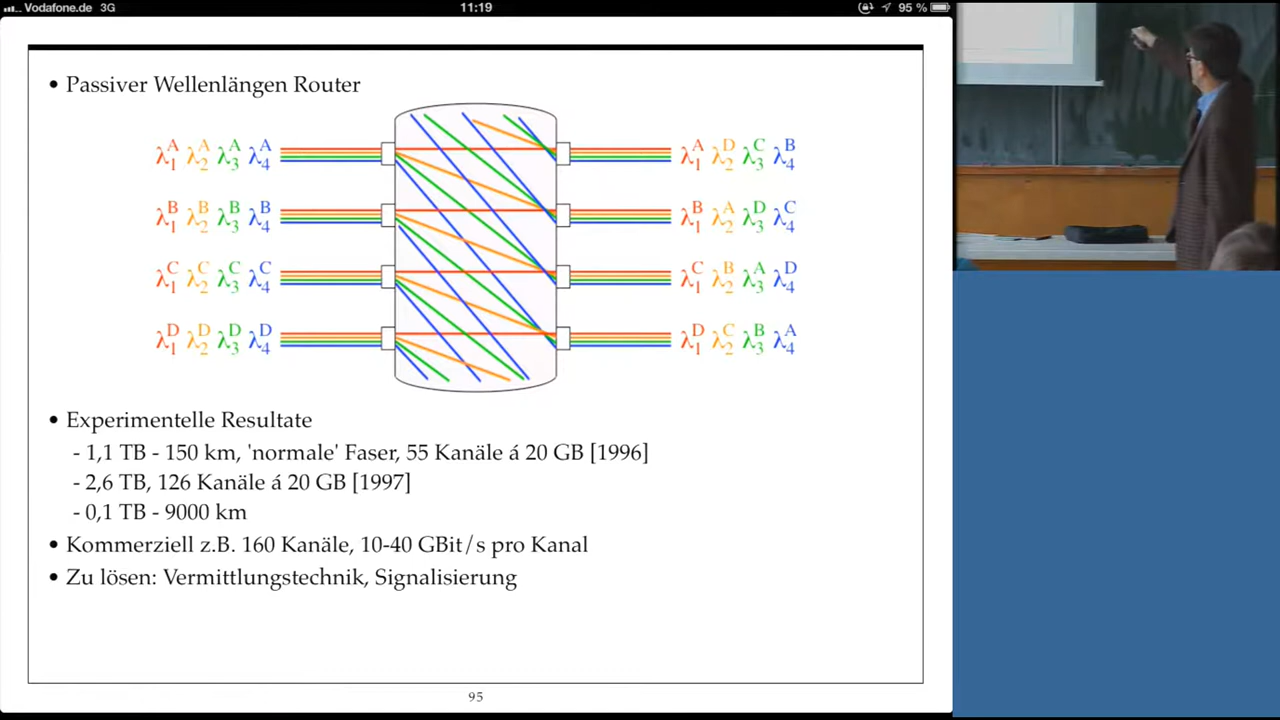 Vodafone.de 3G 11:19 95 %
• Passiver Wellenlängen Router
λ₁ᴬ λ₂ᴬ λ₃ᴬ λ₄ᴬ λ₁ᴬ λ₂ᴰ λ₃ᶜ λ₄ᴮ
λ₁ᴮ λ₂ᴮ λ₃ᴮ λ₄ᴮ λ₁ᴮ λ₂ᴬ λ₃ᴰ λ₄ᶜ
λ₁ᶜ λ₂ᶜ λ₃ᶜ λ₄ᶜ λ₁ᶜ λ₂ᴮ λ₃ᴬ λ₄ᴰ
λ₁ᴰ λ₂ᴰ λ₃ᴰ λ₄ᴰ λ₁ᴰ λ₂ᶜ λ₃ᴮ λ₄ᴬ
• Experimentelle Resultate
- 1,1 TB - 150 km, 'normale' Faser, 55 Kanäle á 20 GB [1996]
- 2,6 TB, 126 Kanäle á 20 GB [1997]
- 0,1 TB - 9000 km
• Kommerziell z.B. 160 Kanäle, 10-40 GBit/s pro Kanal
• Zu lösen: Vermittlungstechnik, Signalisierung
95